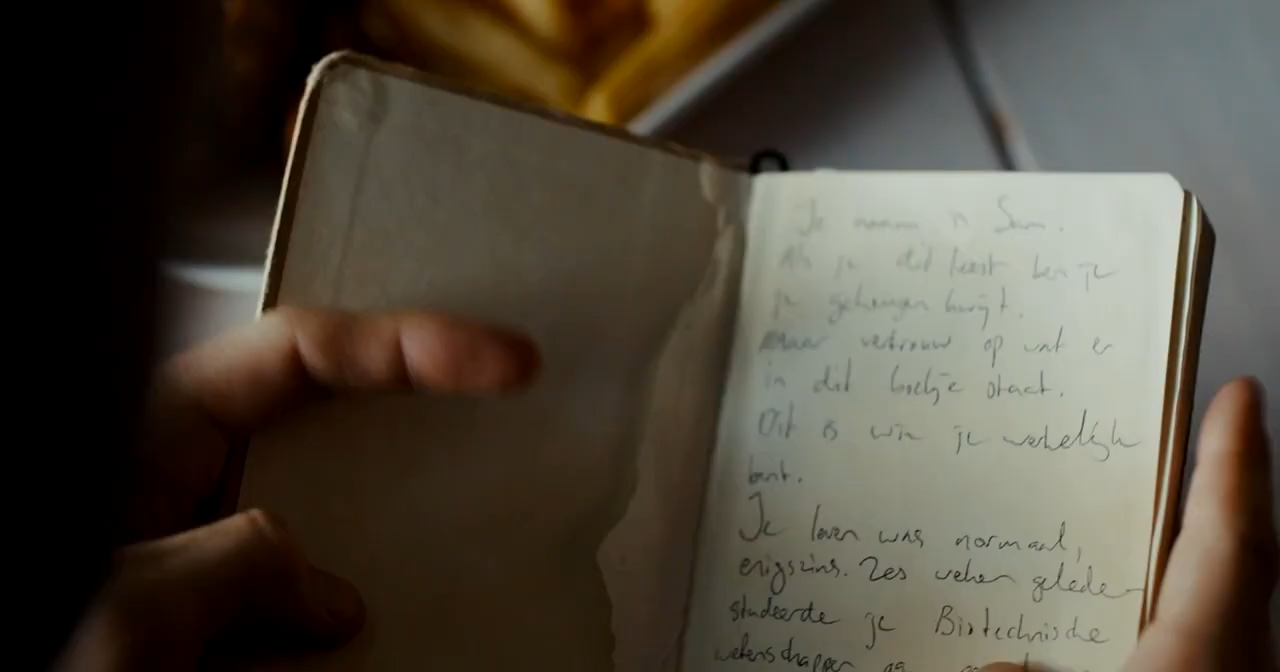 Je naam is Sam.
Als je dit leest ben je
je geheugen kwijt.
Maar vertrouw op wat er
in dit boekje staat.
Dit is wie je werkelijk
bent.
Je leven was normaal,
enigszins. Zes weken geleden
studeerde je Biotechnische
wetenschappen